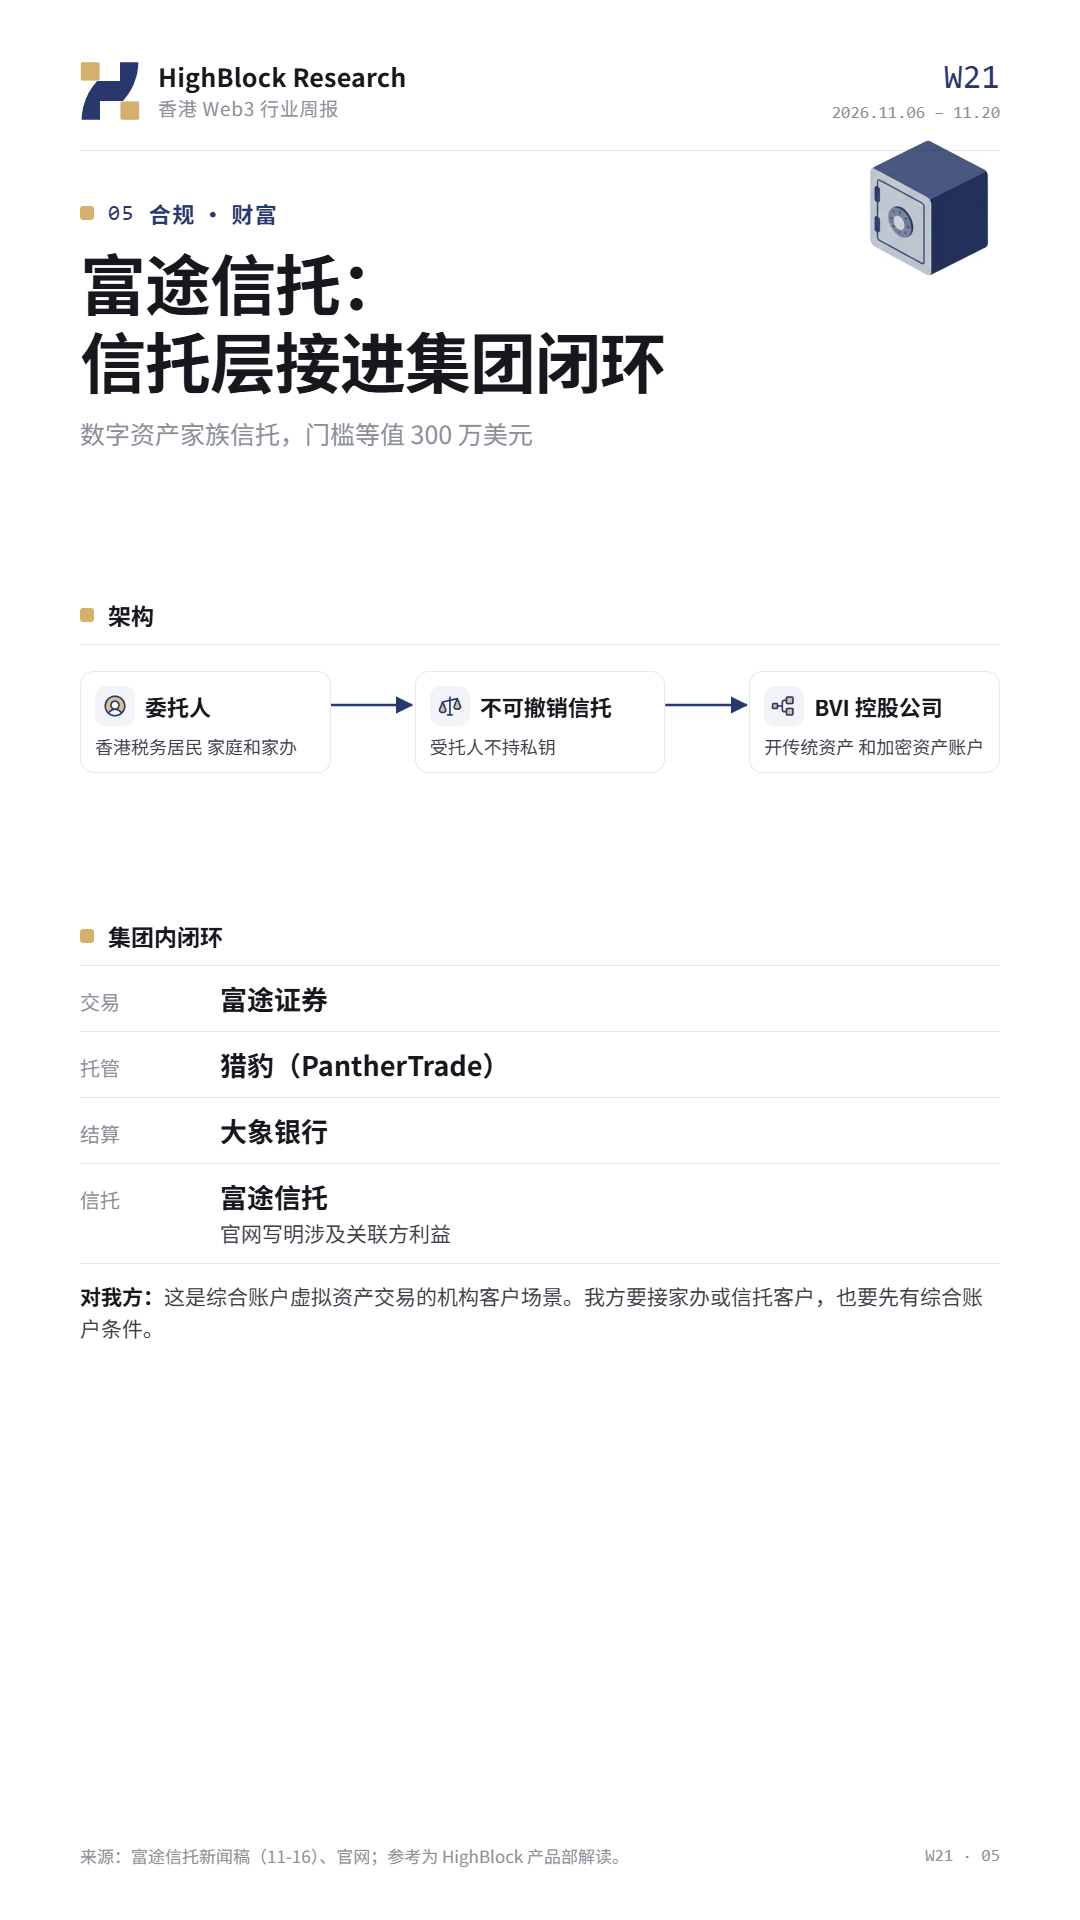 HighBlock Research
香港 Web3 行业周报
W21
2026.11.06 – 11.20
05 合规 · 财富
富途信托：
信托层接进集团闭环
数字资产家族信托，门槛等值 300 万美元
架构
委托人
香港税务居民 家庭和家办
不可撤销信托
受托人不持私钥
BVI 控股公司
开传统资产 和加密资产账户
集团内闭环
交易 富途证券
托管 猎豹（PantherTrade）
结算 大象银行
信托 富途信托
官网写明涉及关联方利益
对我方：这是综合账户虚拟资产交易的机构客户场景。我方要接家办或信托客户，也要先有综合账
户条件。
来源：富途信托新闻稿（11-16）、官网；参考为 HighBlock 产品部解读。
W21 · 05